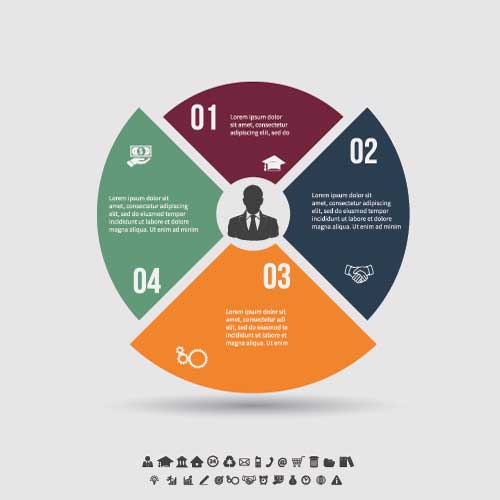 01
Lorem ipsum dolor
sit amet, consectetur
adipiscing, sed do
02
Lorem ipsum dolor sit
amet, consectetur adipiscing
elit, sed do eiusmod tempor
incididunt ut labore et dolore
magna aliqua. Ut enim ad minim
03
Lorem ipsum dolor sit
amet, consectetur adipis
elit, sed do eiusmod te
incididunt ut labore et d
magna aliqua. Ut enim
04
Lorem ipsum dolor sit
amet, consectetur adipiscing
elit, sed do eiusmod tempor
incididunt ut labore et dolore
magna aliqua. Ut enim ad minim